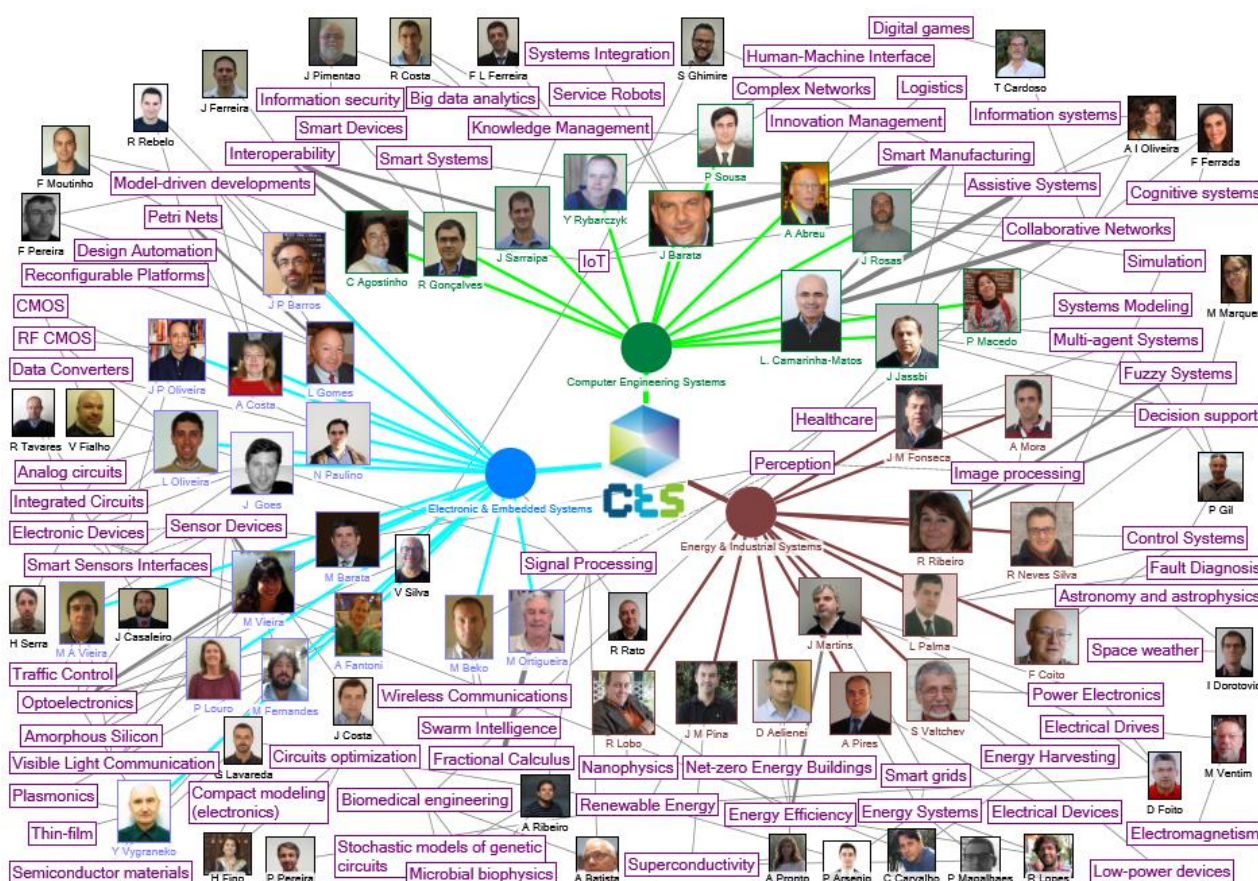 Digital games
J Pimentao
R Costa
F L Ferreira
Systems Integration
S Ghimire
Human-Machine Interface
T Cardoso
J Ferreira
Information security
Big data analytics
Service Robots
Complex Networks
Logistics
R Rebelo
Smart Devices
Knowledge Management
Innovation Management
Information systems
A I Oliveira
F Ferrada
Interoperability
Smart Systems
P Sousa
Smart Manufacturing
F Moutinho
Model-driven developments
Y Rybarczyk
Assistive Systems
Cognitive systems
Petri Nets
A Abreu
Collaborative Networks
F Pereira
Design Automation
J Sarraipa
J Barata
J Rosas
IoT
Simulation
Reconfigurable Platforms
C Agostinho
R Gonçalves
J P Barros
CMOS
Systems Modeling
M Marque
RF CMOS
P Macedo
Multi-agent Systems
Data Converters
L. Camarinha-Matos
J Jassbi
Fuzzy Systems
J P Oliveira
A Costa
L Gomes
Computer Engineering Systems
Healthcare
Decision support
R Tavares
V Fialho
J M Fonseca
A Mora
Analog circuits
L Oliveira
J Goes
N Paulino
Perception
Image processing
Integrated Circuits
cts
P Gil
Electronic Devices
Sensor Devices
Electronic & Embedded Systems
Energy & Industrial Systems
R Ribeiro
R Neves Silva
Control Systems
Smart Sensors Interfaces
M Barata
V Silva
Signal Processing
Fault Diagnosis
Astronomy and astrophysics
H Serra
M A Vieira
J Casaleiro
M Vieira
A Fantoni
M Beko
M Ortigueira
R Rato
J Martins
L Palma
F Coito
Space weather
Traffic Control
I Dorotovic
Optoelectronics
P Louro
M Fernandes
J Costa
Wireless Communications
Power Electronics
Amorphous Silicon
Swarm Intelligence
R Lobo
J M Pina
D Aelienei
A Pires
S Valtchev
Electrical Drives
Visible Light Communication
G Lavareda
Circuits optimization
Fractional Calculus
Nanophysics
Net-zero Energy Buildings
Smart grids
Energy Harvesting
M Ventim
Plasmonics
Compact modeling
(electronics)
Biomedical engineering
A Ribeiro
Renewable Energy
Energy Efficiency
Energy Systems
Electrical Devices
D Foito
Thin-film
Y Vygraneko
Electromagnetism
Stochastic models of genetic
circuits
Semiconductor materials
H Fino
P Pereira
Microbial biophysics
A Batista
Superconductivity
A Pronto
P Arsenio
C Carvalho
P Magalhaes
R Lopes
Low-power devices